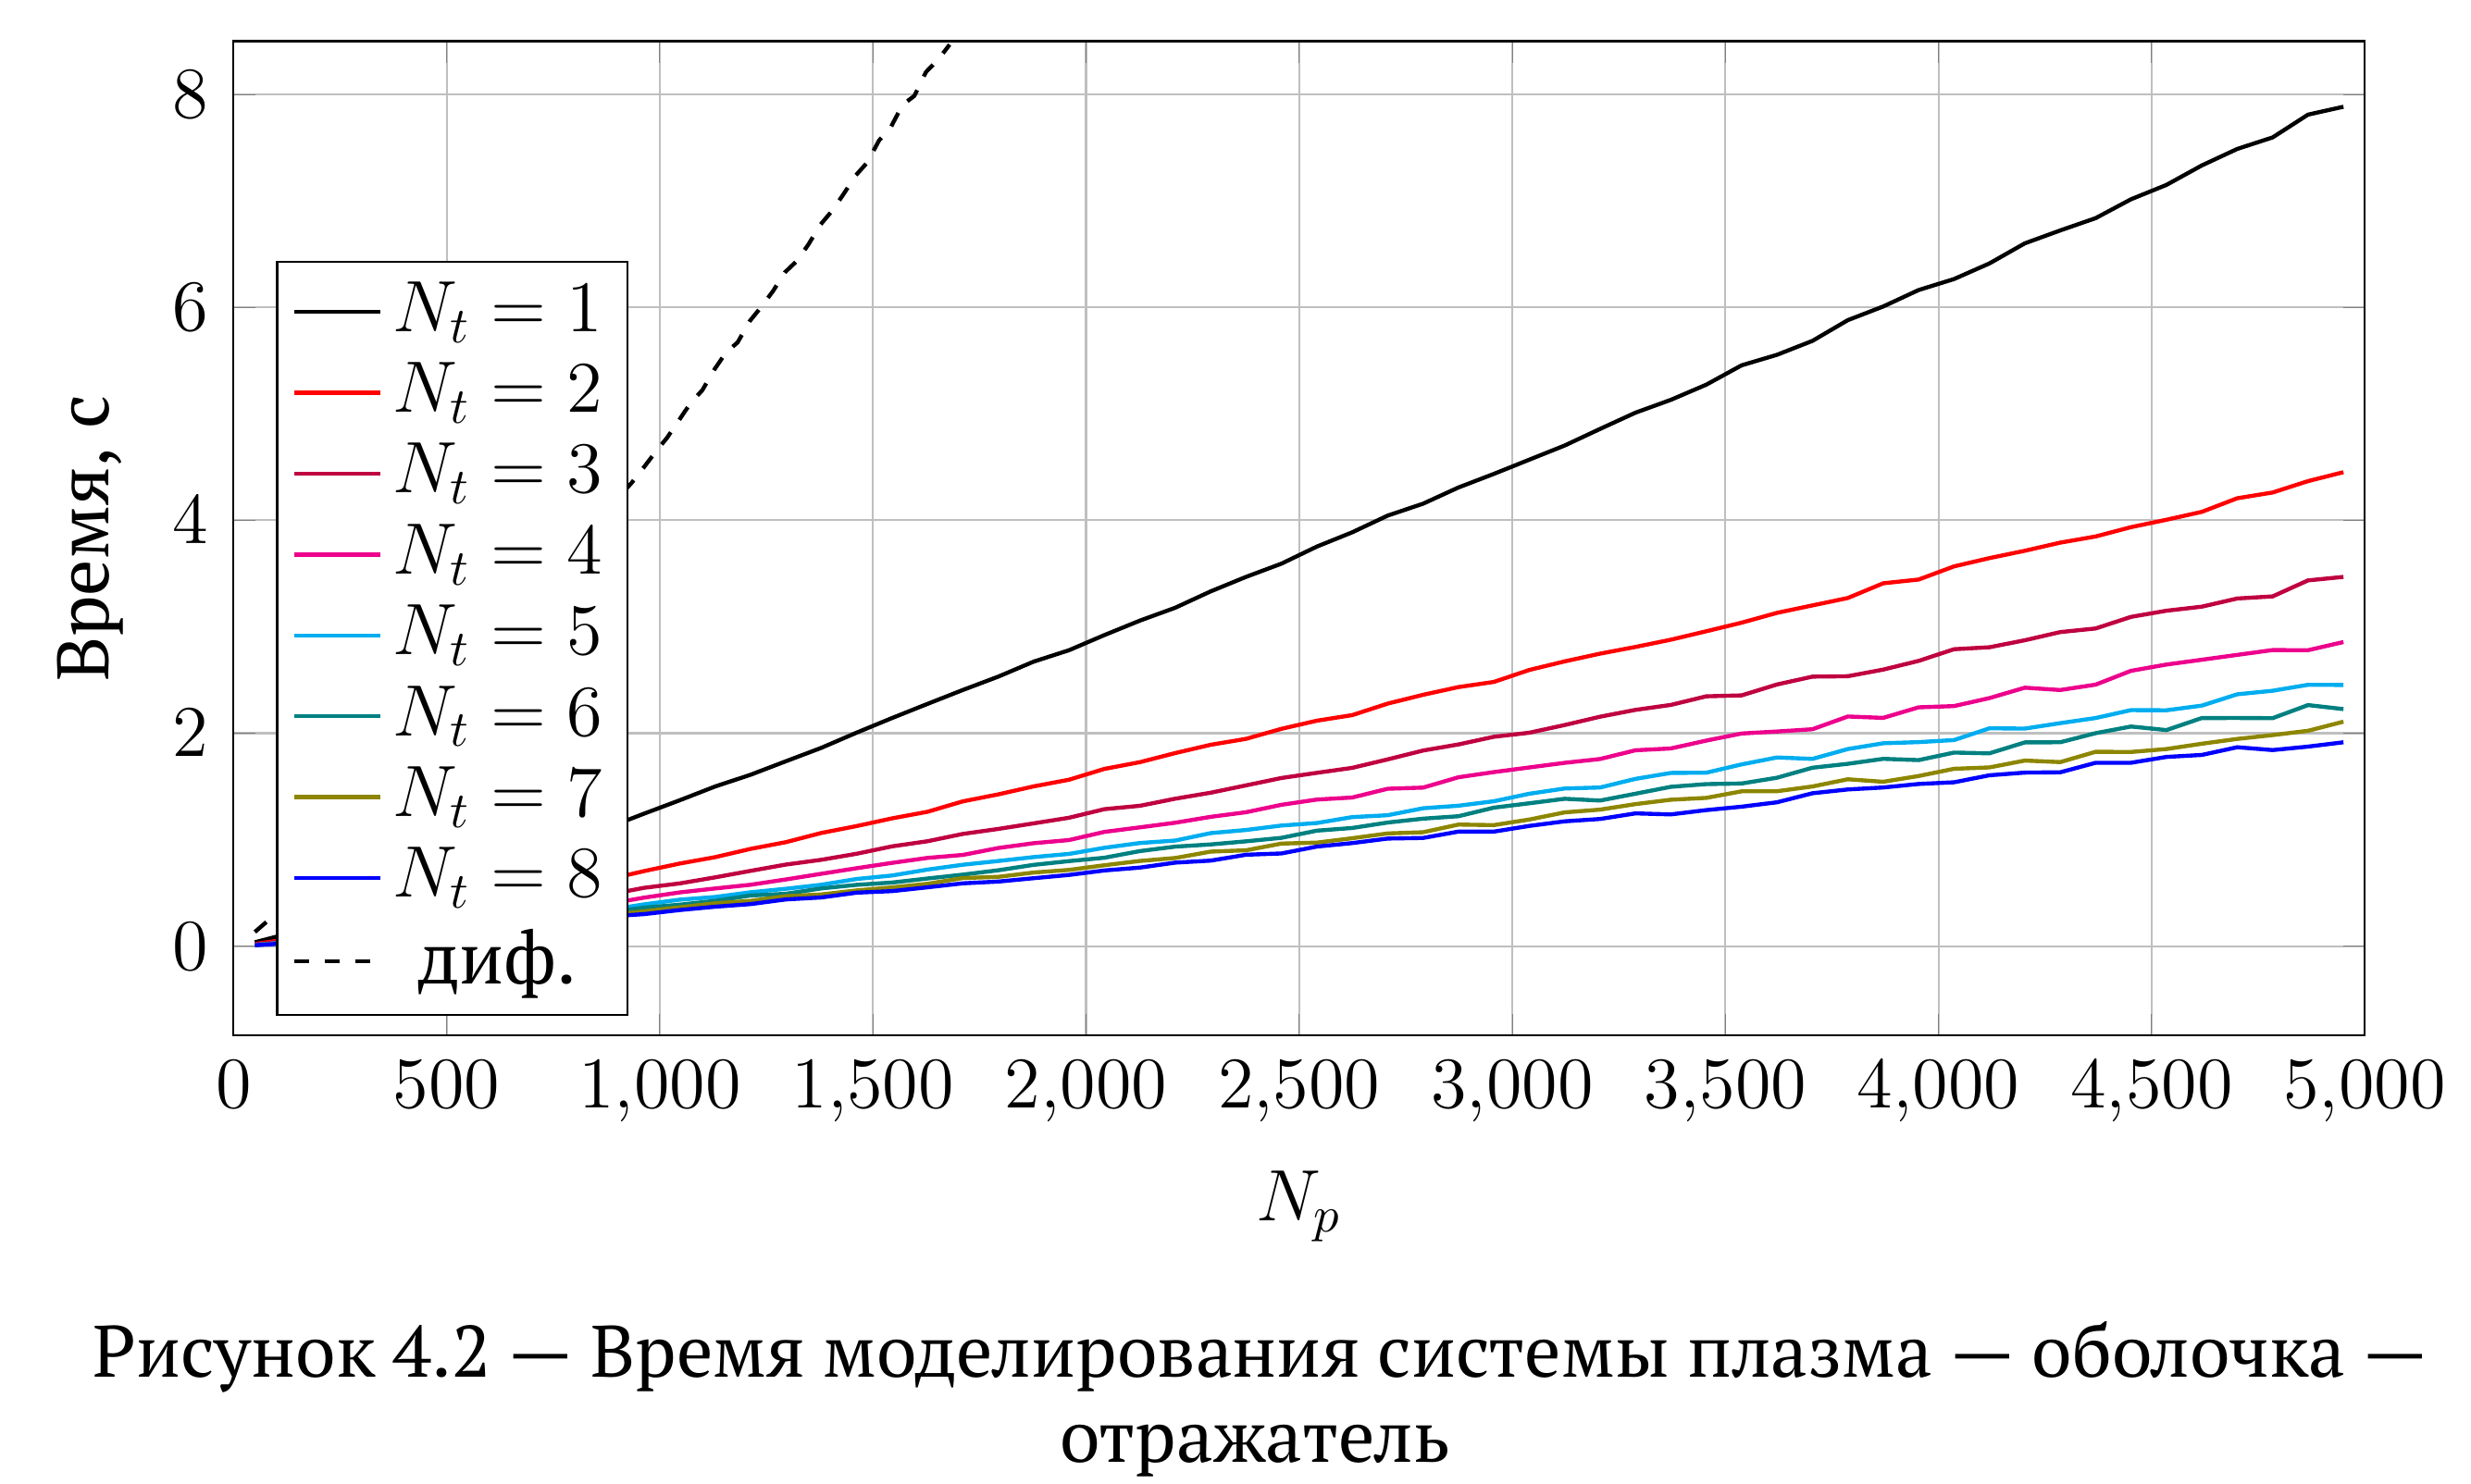 8
6
4
2
0
Время, с
N_t = 1
N_t = 2
N_t = 3
N_t = 4
N_t = 5
N_t = 6
N_t = 7
N_t = 8
диф.
0 500 1,000 1,500 2,000 2,500 3,000 3,500 4,000 4,500 5,000
N_p
Рисунок 4.2 — Время моделирования системы плазма — оболочка —
отражатель